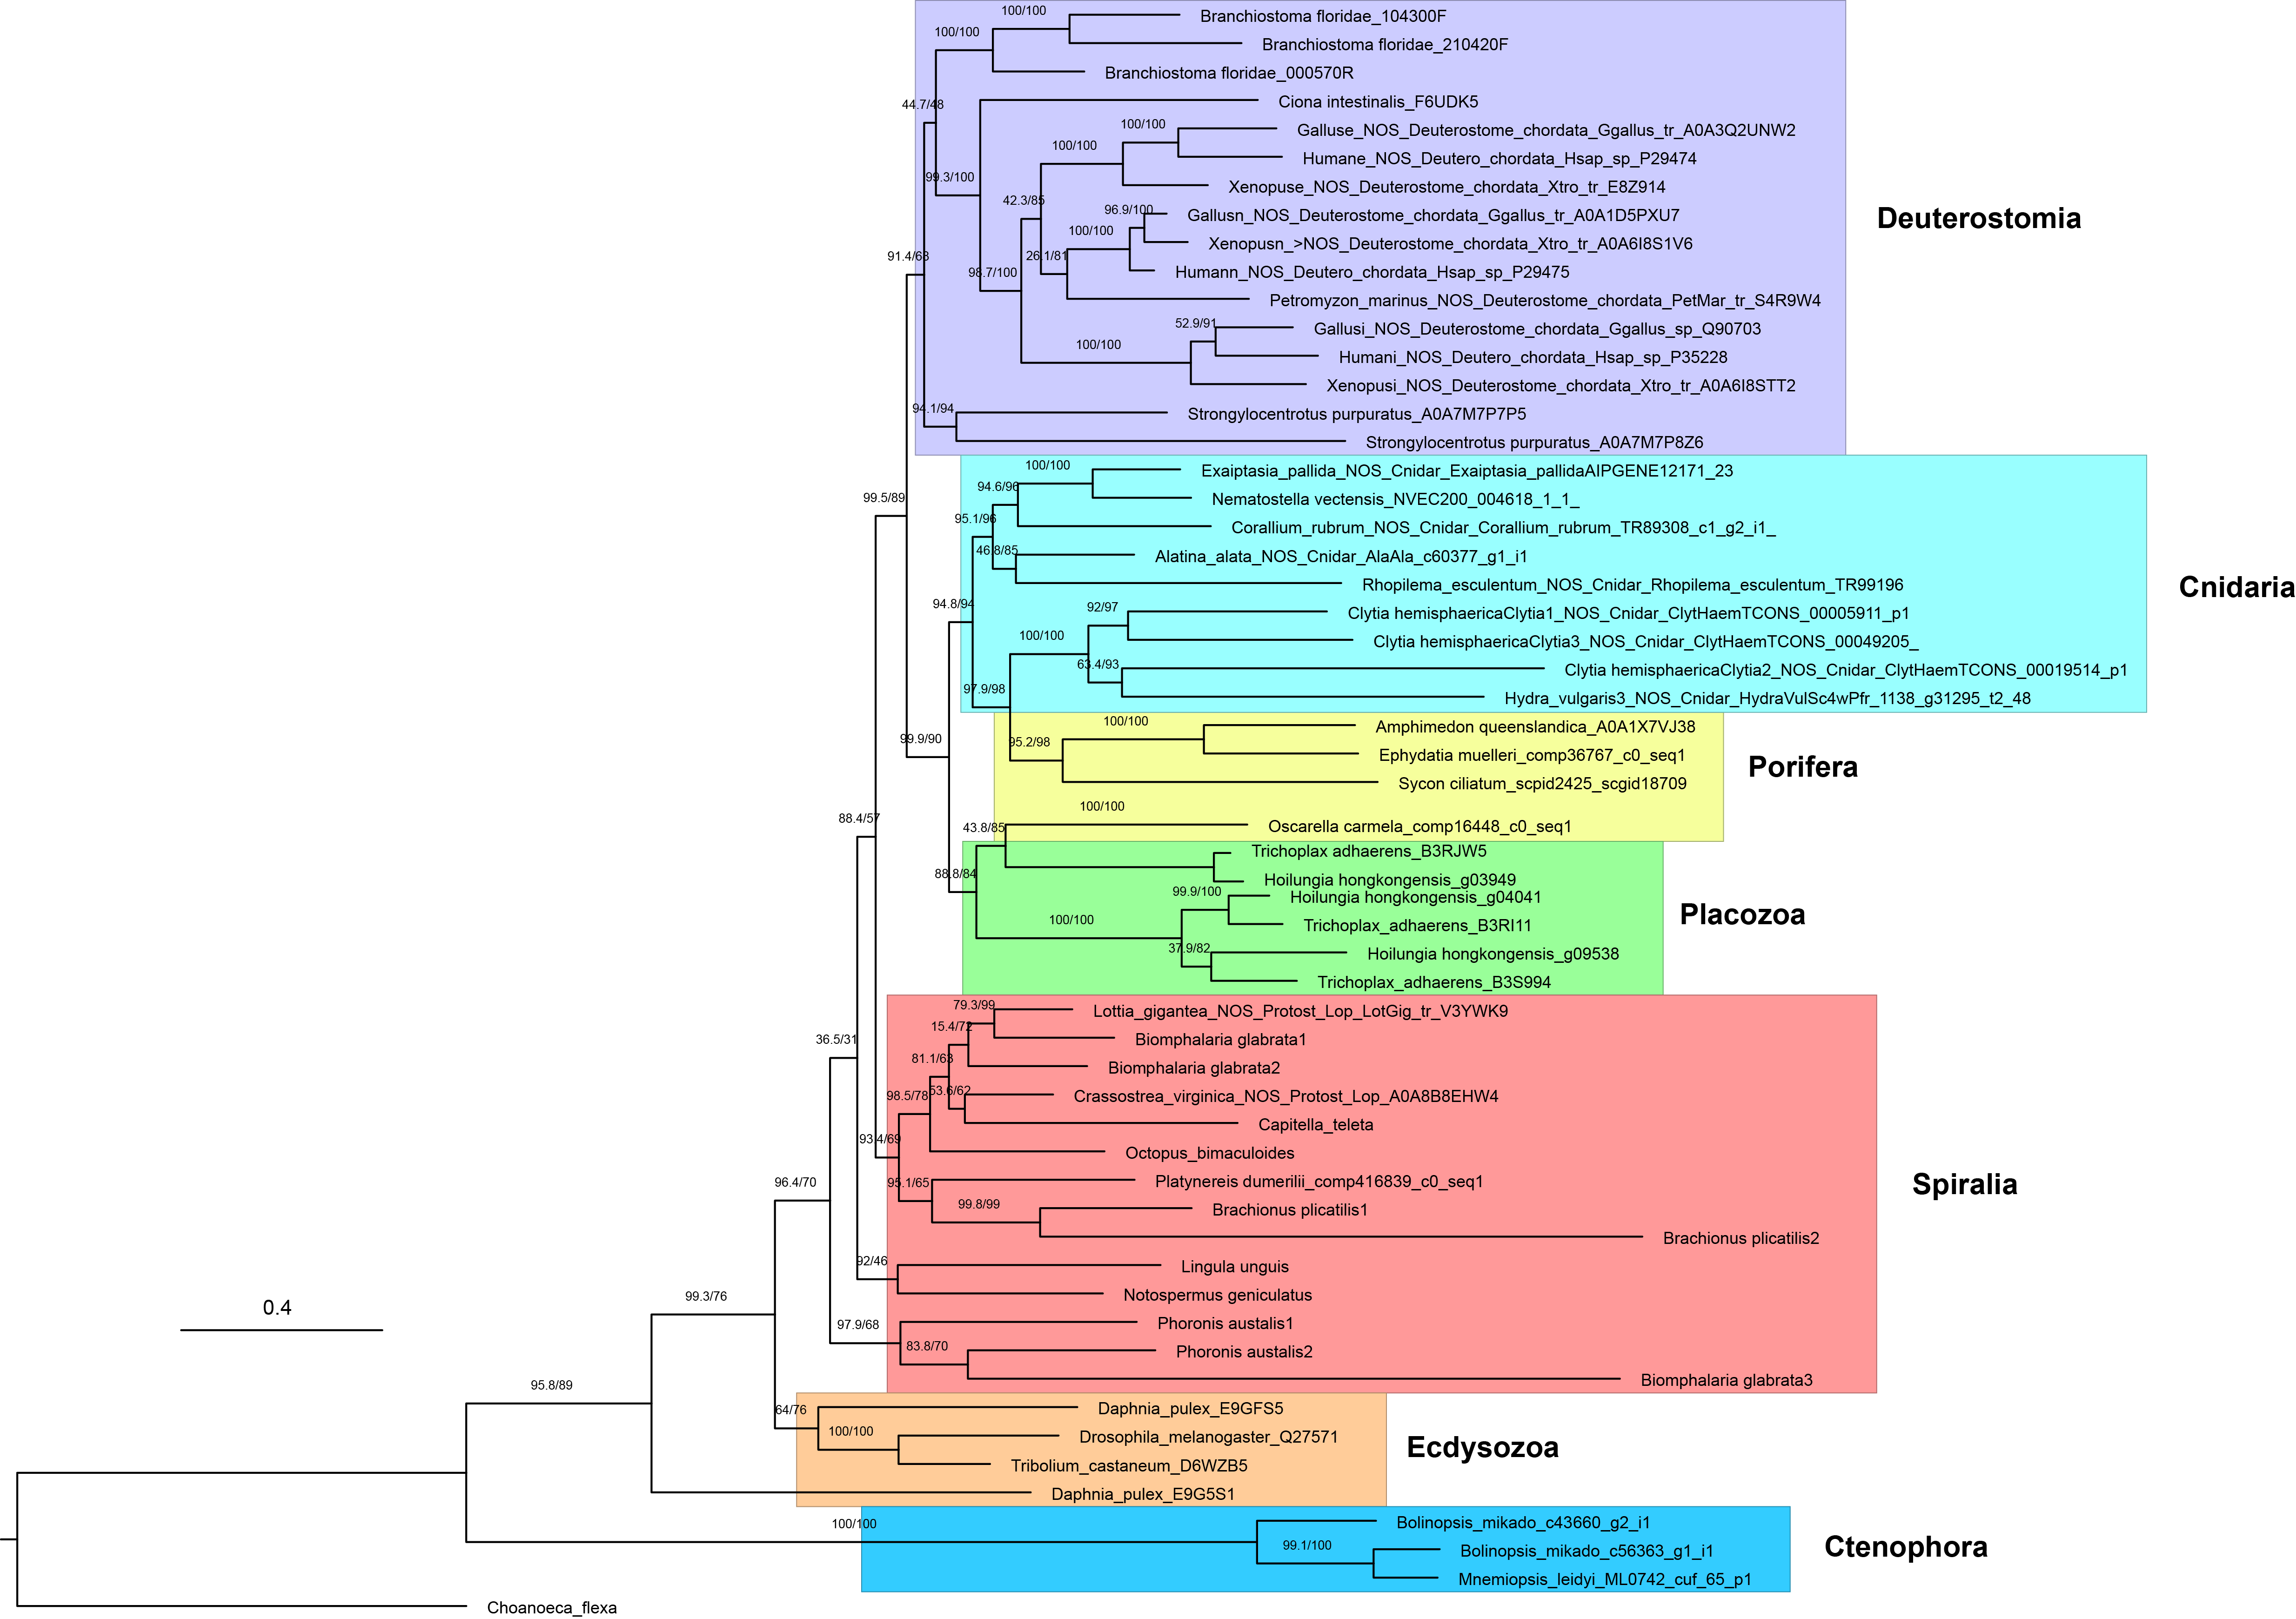 100/100
Branchiostoma floridae_104300F
100/100
Branchiostoma floridae_210420F
Branchiostoma floridae_000570R
44.7/48
Ciona intestinalis_F6UDK5
100/100
Galluse_NOS_Deuterostome_chordata_Ggallus_tr_A0A3Q2UNW2
100/100
Humane_NOS_Deutero_chordata_Hsap_sp_P29474
99.3/100
Xenopuse_NOS_Deuterostome_chordata_Xtro_tr_E8Z914
42.3/85
96.9/100
Gallusn_NOS_Deuterostome_chordata_Ggallus_tr_A0A1D5PXU7
Deuterostomia
100/100
Xenopusn_>NOS_Deuterostome_chordata_Xtro_tr_A0A6I8S1V6
91.4/68
26.1/81
98.7/100
Humann_NOS_Deutero_chordata_Hsap_sp_P29475
Petromyzon_marinus_NOS_Deuterostome_chordata_PetMar_tr_S4R9W4
52.9/91
Gallusi_NOS_Deuterostome_chordata_Ggallus_sp_Q90703
100/100
Humani_NOS_Deutero_chordata_Hsap_sp_P35228
Xenopusi_NOS_Deuterostome_chordata_Xtro_tr_A0A6I8STT2
94.1/94
Strongylocentrotus purpuratus_A0A7M7P7P5
Strongylocentrotus purpuratus_A0A7M7P8Z6
100/100
Exaiptasia_pallida_NOS_Cnidar_Exaiptasia_pallidaAIPGENE12171_23
94.6/96
99.5/89
Nematostella vectensis_NVEC200_004618_1_1_
95.1/96
Corallium_rubrum_NOS_Cnidar_Corallium_rubrum_TR89308_c1_g2_i1_
46.8/85
Alatina_alata_NOS_Cnidar_AlaAla_c60377_g1_i1
Rhopilema_esculentum_NOS_Cnidar_Rhopilema_esculentum_TR99196
Cnidaria
94.8/94
92/97
Clytia hemisphaericaClytia1_NOS_Cnidar_ClytHaemTCONS_00005911_p1
100/100
Clytia hemisphaericaClytia3_NOS_Cnidar_ClytHaemTCONS_00049205_
63.4/93
Clytia hemisphaericaClytia2_NOS_Cnidar_ClytHaemTCONS_00019514_p1
97.9/98
Hydra_vulgaris3_NOS_Cnidar_HydraVulSc4wPfr_1138_g31295_t2_48
100/100
Amphimedon queenslandica_A0A1X7VJ38
99.9/90
95.2/98
Ephydatia muelleri_comp36767_c0_seq1
Porifera
Sycon ciliatum_scpid2425_scgid18709
100/100
88.4/57
43.8/85
Oscarella carmela_comp16448_c0_seq1
Trichoplax adhaerens_B3RJW5
88.8/84
Hoilungia hongkongensis_g03949
99.9/100
Hoilungia hongkongensis_g04041
100/100
Trichoplax_adhaerens_B3RI11
Placozoa
37.9/82
Hoilungia hongkongensis_g09538
Trichoplax_adhaerens_B3S994
79.3/99
Lottia_gigantea_NOS_Protost_Lop_LotGig_tr_V3YWK9
15.4/72
36.5/31
Biomphalaria glabrata1
81.1/63
Biomphalaria glabrata2
98.5/78
53.6/62
Crassostrea_virginica_NOS_Protost_Lop_A0A8B8EHW4
Capitella_teleta
93.4/69
Octopus_bimaculoides
96.4/70
95.1/65
Platynereis dumerilii_comp416839_c0_seq1
Spiralia
99.8/99
Brachionus plicatilis1
Brachionus plicatilis2
92/46
Lingula unguis
99.3/76
Notospermus geniculatus
0.4
97.9/68
Phoronis austalis1
83.8/70
Phoronis austalis2
Biomphalaria glabrata3
95.8/89
64/76
Daphnia_pulex_E9GFS5
100/100
Drosophila_melanogaster_Q27571
Ecdysozoa
Tribolium_castaneum_D6WZB5
Daphnia_pulex_E9G5S1
100/100
Bolinopsis_mikado_c43660_g2_i1
99.1/100
Bolinopsis_mikado_c56363_g1_i1
Ctenophora
Mnemiopsis_leidyi_ML0742_cuf_65_p1
Choanoeca_flexa